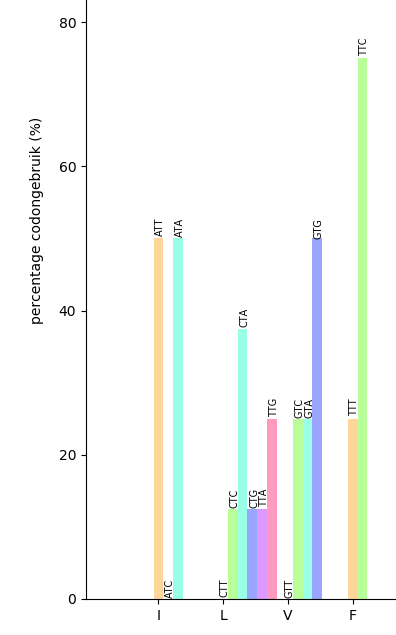 percentage codongebruik (%)
80
60
40
20
0
ATT
ATC
ATA
CTT
CTC
CTA
CTG
TTA
TTG
GTT
GTC
GTA
GTG
TTT
TTC
I L V F